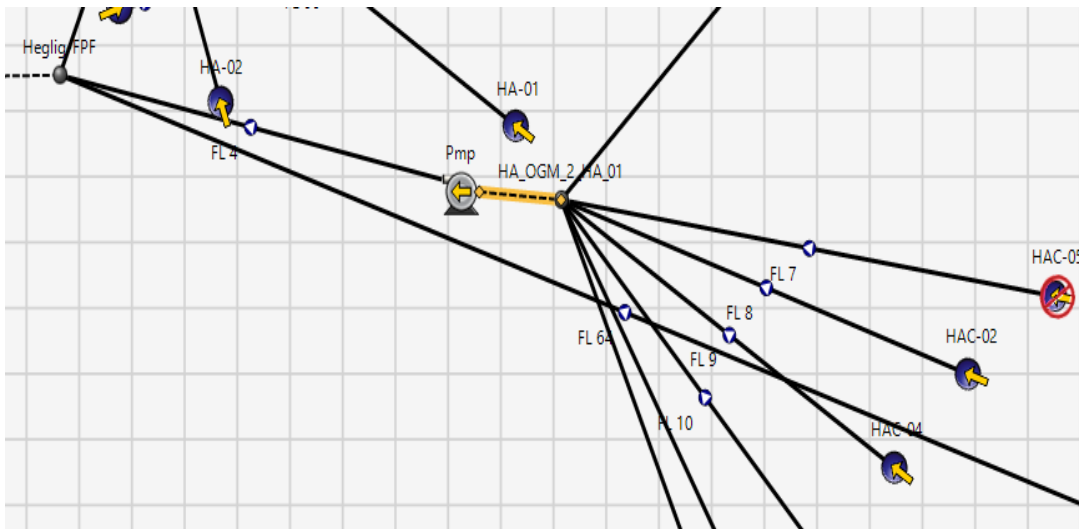 Heglig FPF
HA-02
HA-01
FL 4
Pmp
HA_OGM_2_HA_01
HAC-05
FL 7
FL 8
HAC-02
FL 64
FL 9
FL 10
HAC-04